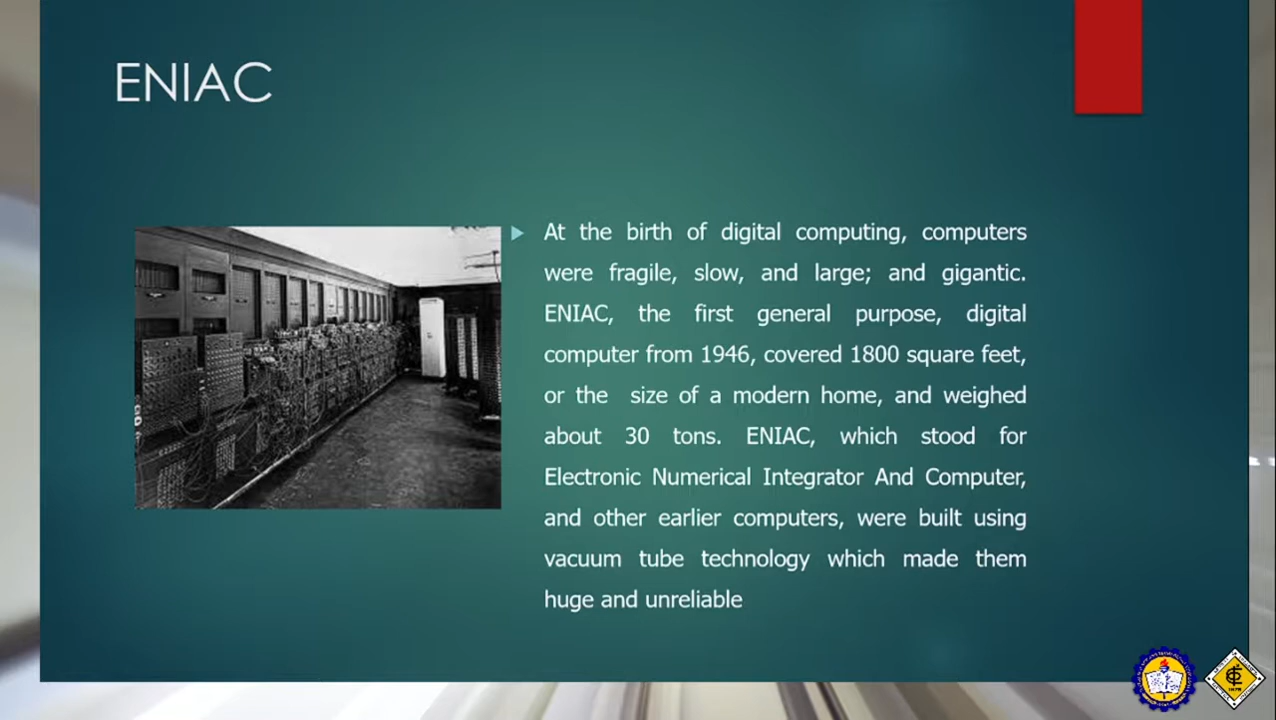 ENIAC
At the birth of digital computing, computers
were fragile, slow, and large; and gigantic.
ENIAC, the first general purpose, digital
computer from 1946, covered 1800 square feet,
or the size of a modern home, and weighed
about 30 tons. ENIAC, which stood for
Electronic Numerical Integrator And Computer,
and other earlier computers, were built using
vacuum tube technology which made them
huge and unreliable